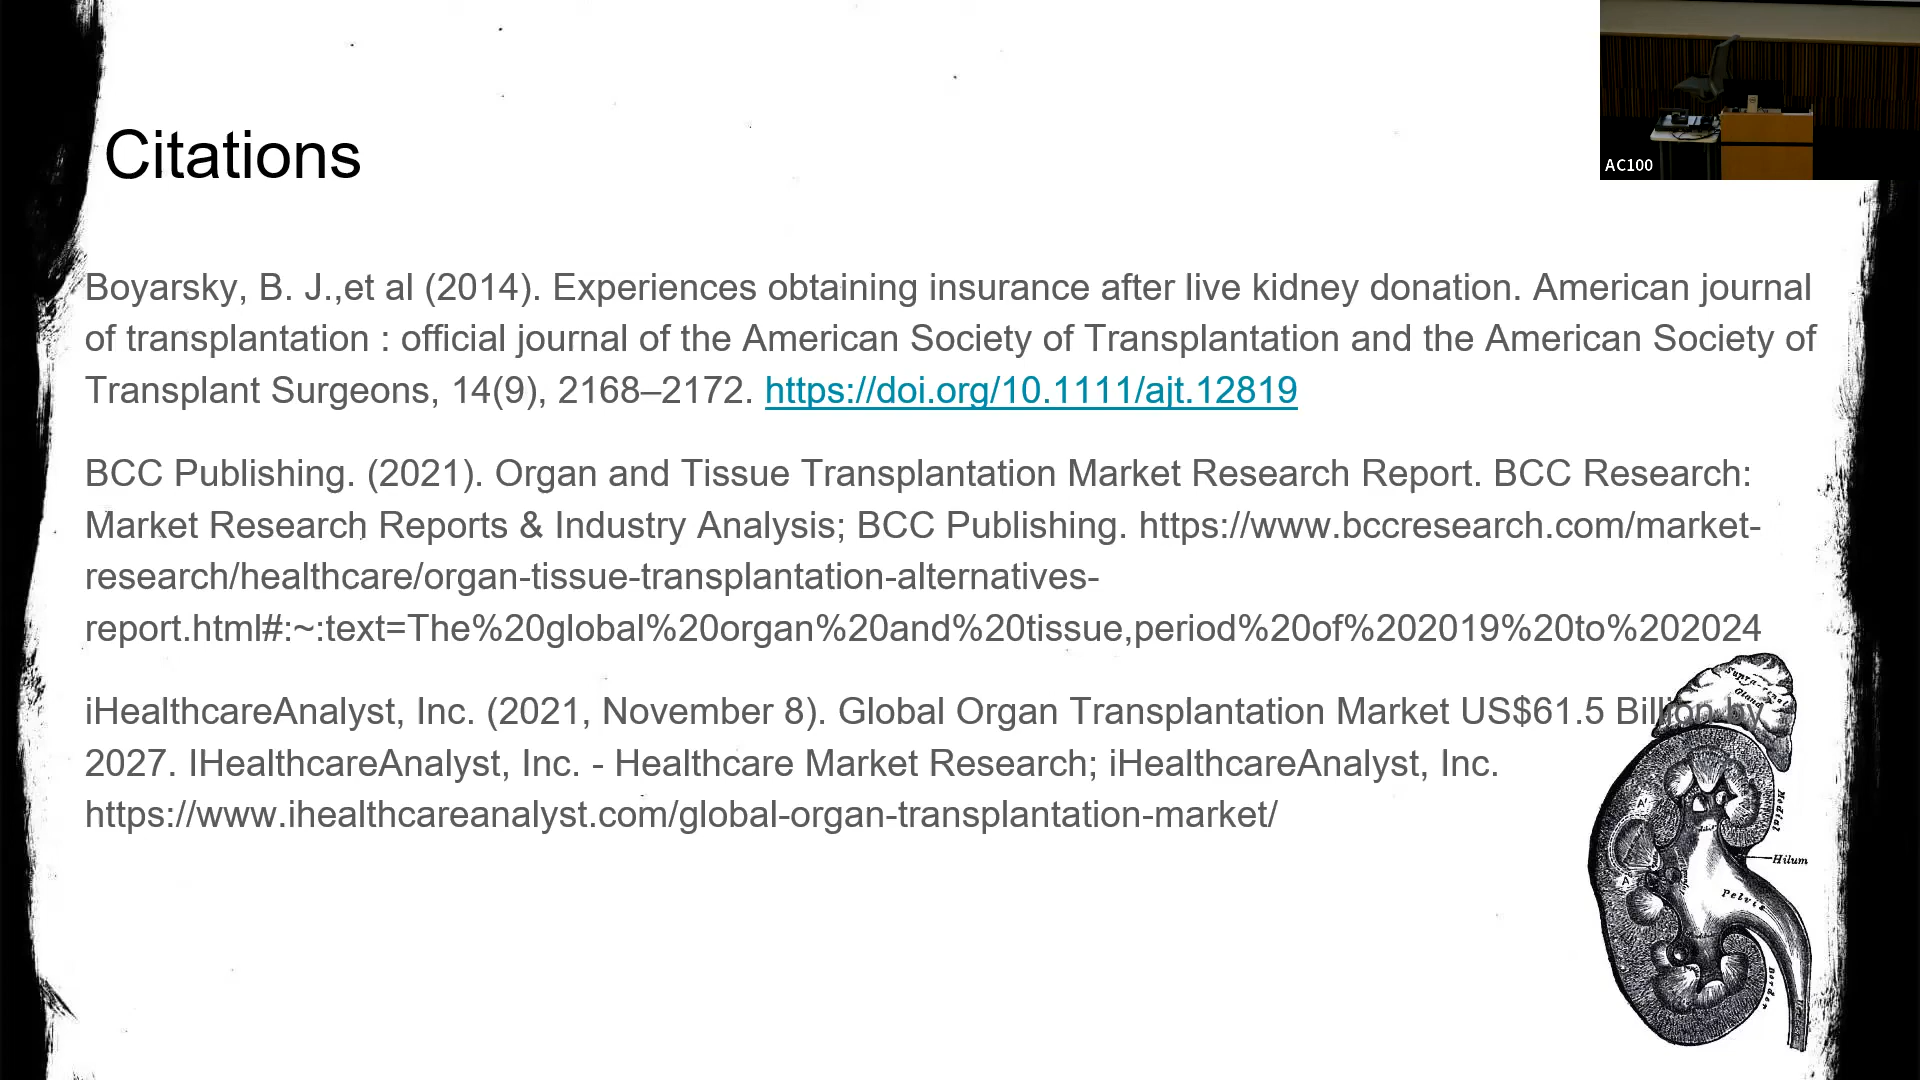 AC100
Citations
Boyarsky, B. J.,et al (2014). Experiences obtaining insurance after live kidney donation. American journal
of transplantation : official journal of the American Society of Transplantation and the American Society of
Transplant Surgeons, 14(9), 2168–2172. https://doi.org/10.1111/ajt.12819
BCC Publishing. (2021). Organ and Tissue Transplantation Market Research Report. BCC Research:
Market Research Reports & Industry Analysis; BCC Publishing. https://www.bccresearch.com/market-
research/healthcare/organ-tissue-transplantation-alternatives-
report.html#:~:text=The%20global%20organ%20and%20tissue,period%20of%202019%20to%202024
iHealthcareAnalyst, Inc. (2021, November 8). Global Organ Transplantation Market US$61.5 Billion by
2027. IHealthcareAnalyst, Inc. - Healthcare Market Research; iHealthcareAnalyst, Inc.
https://www.ihealthcareanalyst.com/global-organ-transplantation-market/
Supra-renal
Gland
Medial
A'
Hilum
A
Pelvis
Border